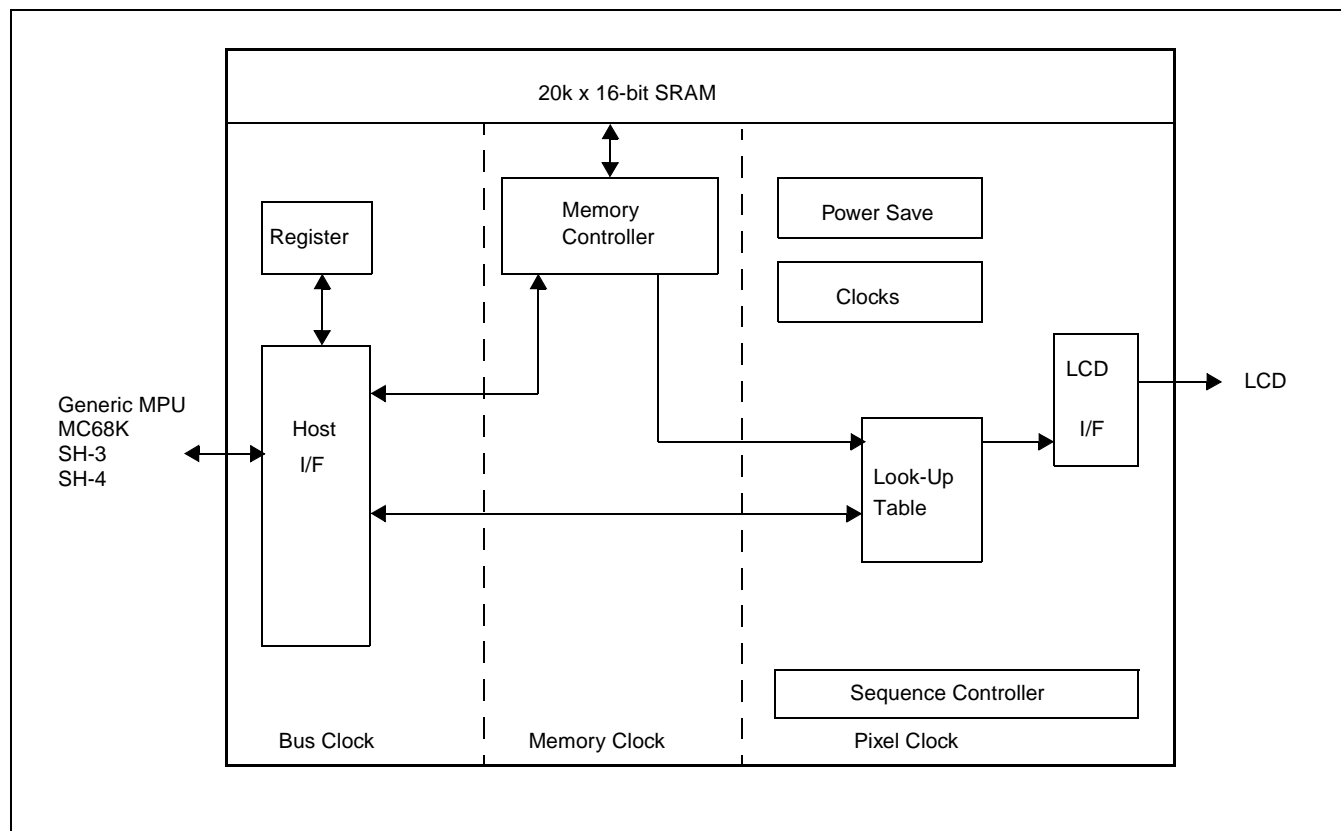 20k x 16-bit SRAM
Memory
Controller
Power Save
Register
Clocks
LCD
I/F
LCD
Generic MPU
MC68K
SH-3
SH-4
Host
I/F
Look-Up
Table
Sequence Controller
Bus Clock
Memory Clock
Pixel Clock